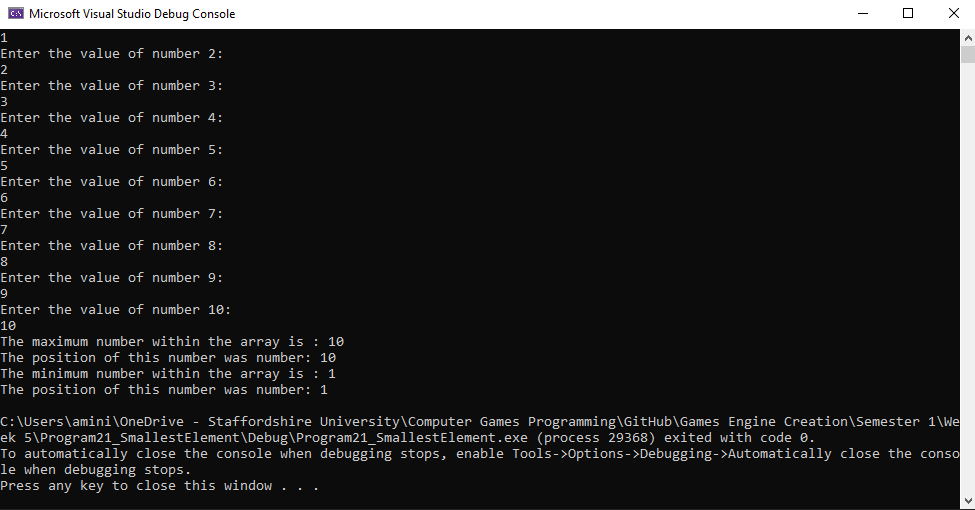 Microsoft Visual Studio Debug Console
1
Enter the value of number 2:
2
Enter the value of number 3:
3
Enter the value of number 4:
4
Enter the value of number 5:
5
Enter the value of number 6:
6
Enter the value of number 7:
7
Enter the value of number 8:
8
Enter the value of number 9:
9
Enter the value of number 10:
10
The maximum number within the array is : 10
The position of this number was number: 10
The minimum number within the array is : 1
The position of this number was number: 1
C:\Users\amini\OneDrive - Staffordshire University\Computer Games Programming\GitHub\Games Engine Creation\Semester 1\We
ek 5\Program21_SmallestElement\Debug\Program21_SmallestElement.exe (process 29368) exited with code 0.
To automatically close the console when debugging stops, enable Tools->Options->Debugging->Automatically close the conso
le when debugging stops.
Press any key to close this window . . .